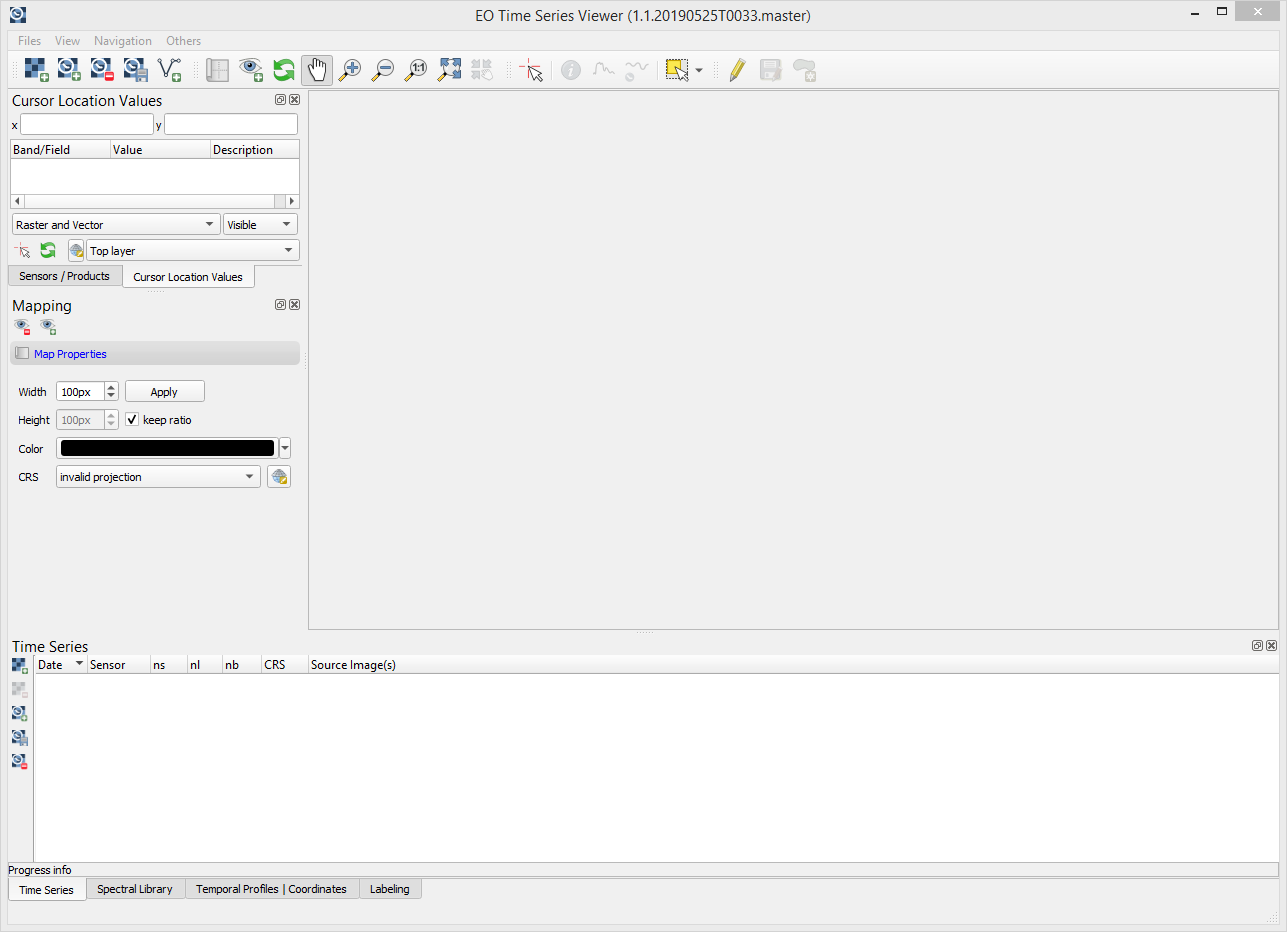 EO Time Series Viewer (1.1.20190525T0033.master)
Files View Navigation Others
1:1
Cursor Location Values
x y
Band/Field Value Description
Raster and Vector Visible
Top layer
Sensors / Products Cursor Location Values
Mapping
Map Properties
Width 100px Apply
Height 100px keep ratio
Color
CRS invalid projection
Time Series
Date Sensor ns nl nb CRS Source Image(s)
Progress info
Time Series Spectral Library Temporal Profiles | Coordinates Labeling